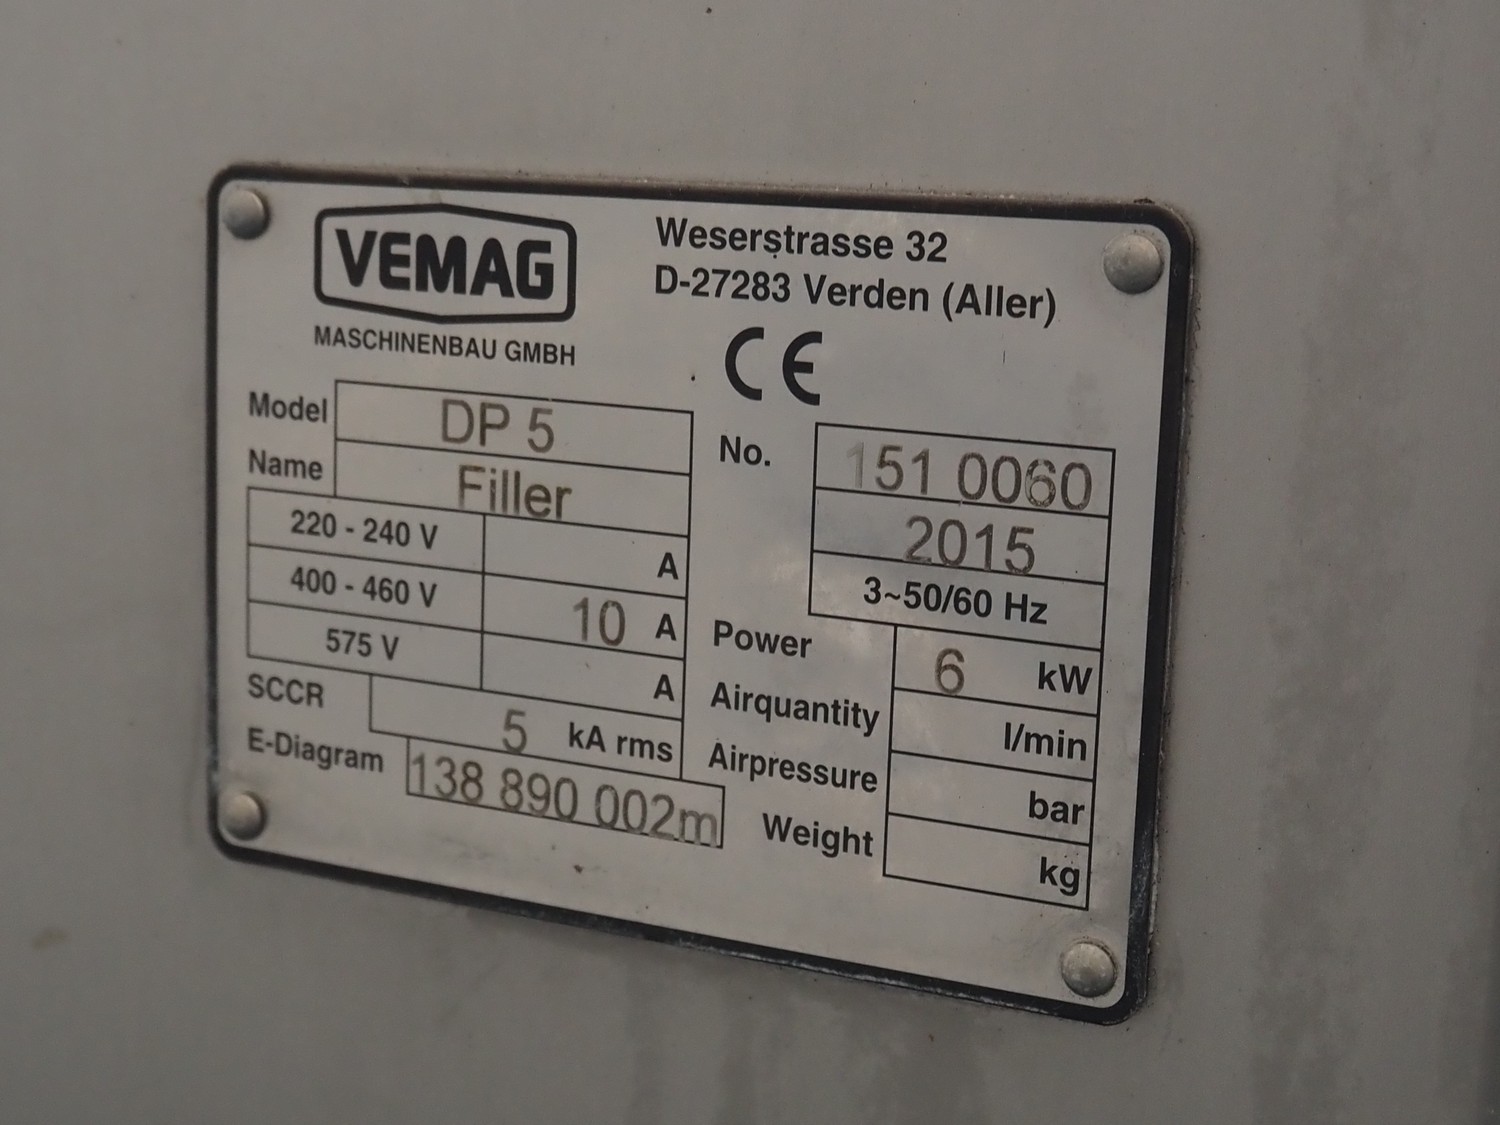 VEMAG
MASCHINENBAU GMBH
Weserstrasse 32
D-27283 Verden (Aller)
CE
Model DP 5
Name Filler
220 - 240 V A
400 - 460 V 10 A
575 V A
SCCR 5 kA rms
E-Diagram 138 890 002m
No. 151 0060
2015
3~50/60 Hz
Power 6 kW
Airquantity l/min
Airpressure bar
Weight kg